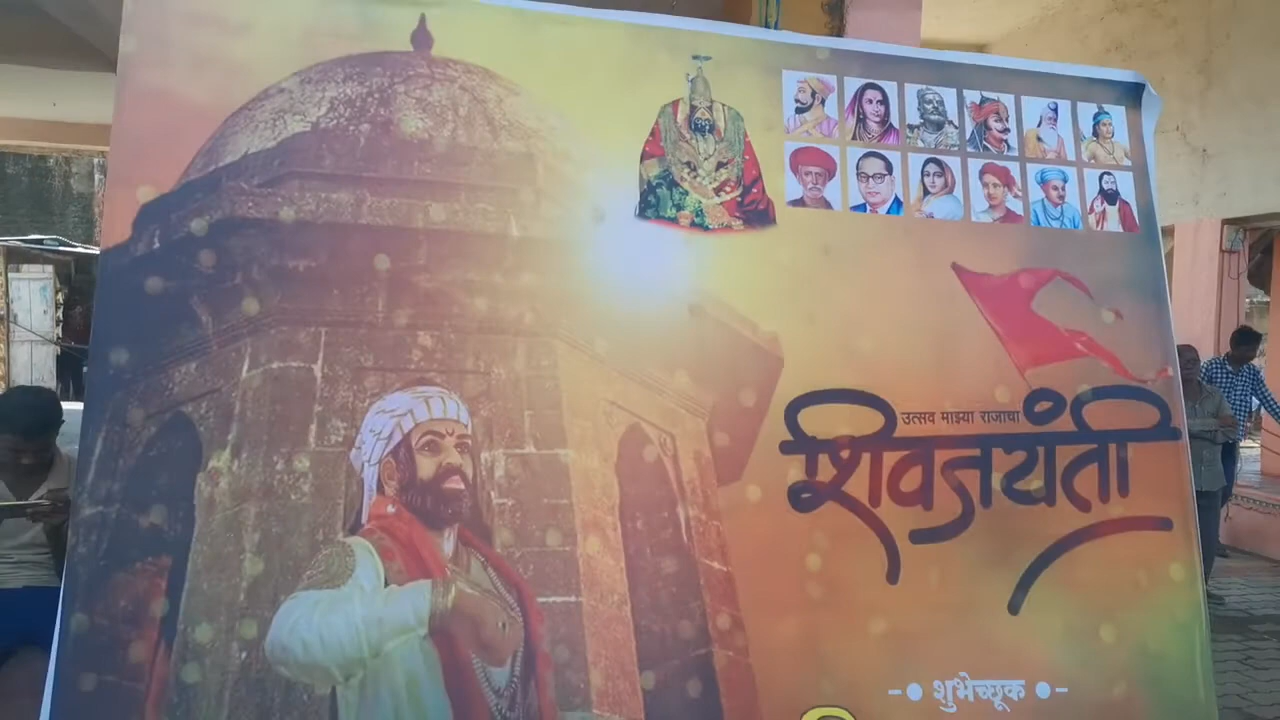 उत्सव माझ्या राजाचा
शिवजयंती
-• शुभेच्छूक •-